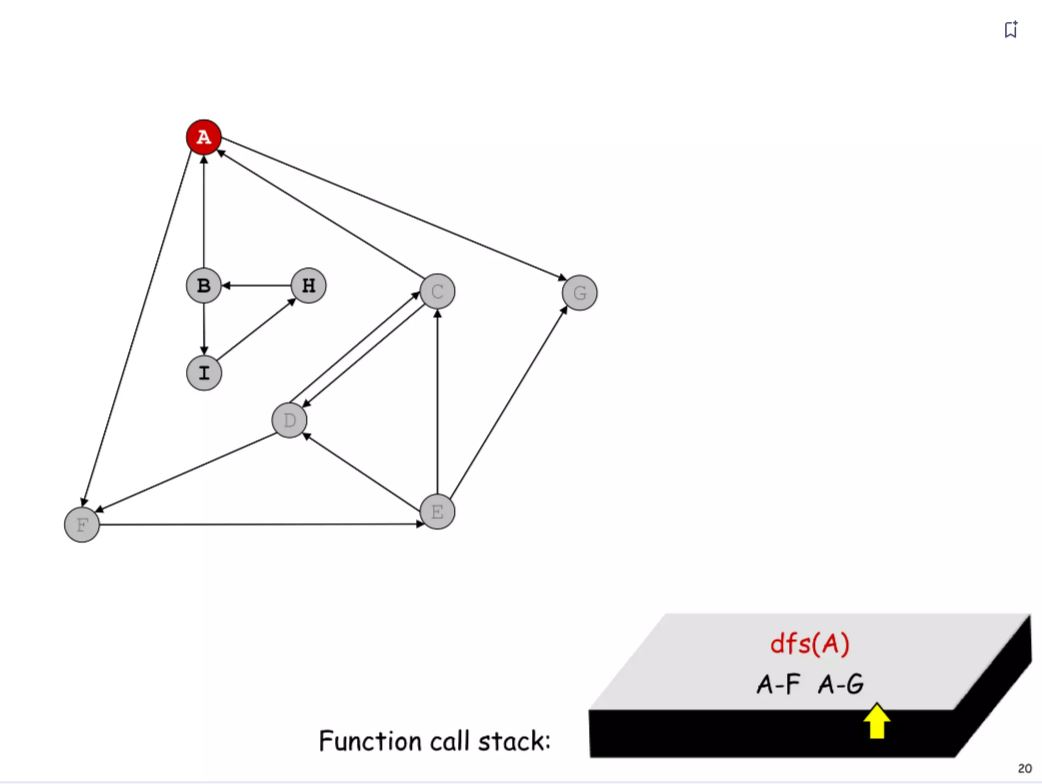 A
B H C G
I
D
F E
dfs(A)
A-F A-G
Function call stack:
20